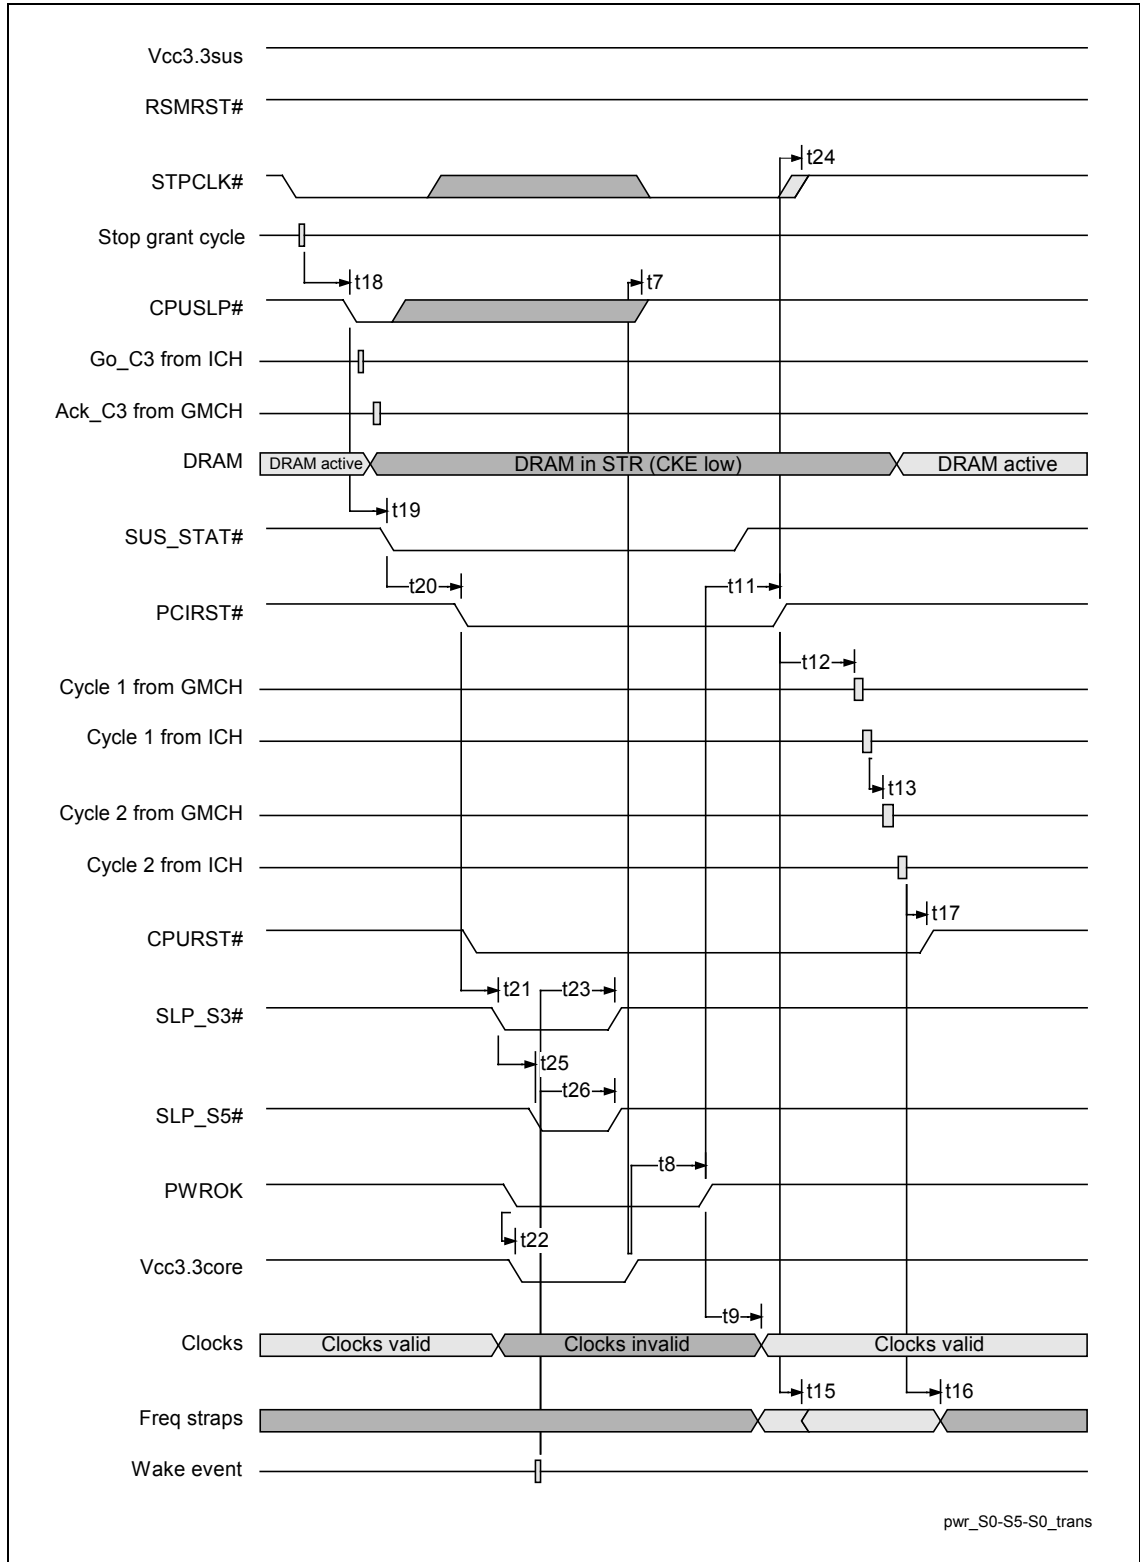 Vcc3.3sus
RSMRST#
t24
STPCLK#
Stop grant cycle
t18
t7
CPUSLP#
Go_C3 from ICH
Ack_C3 from GMCH
DRAM
DRAM active
DRAM in STR (CKE low)
DRAM active
t19
SUS_STAT#
t20
t11
PCIRST#
t12
Cycle 1 from GMCH
Cycle 1 from ICH
t13
Cycle 2 from GMCH
Cycle 2 from ICH
t17
CPURST#
t21
t23
SLP_S3#
t25
t26
SLP_S5#
t8
PWROK
t22
Vcc3.3core
t9
Clocks
Clocks valid
Clocks invalid
Clocks valid
t15
t16
Freq straps
Wake event
pwr_S0-S5-S0_trans